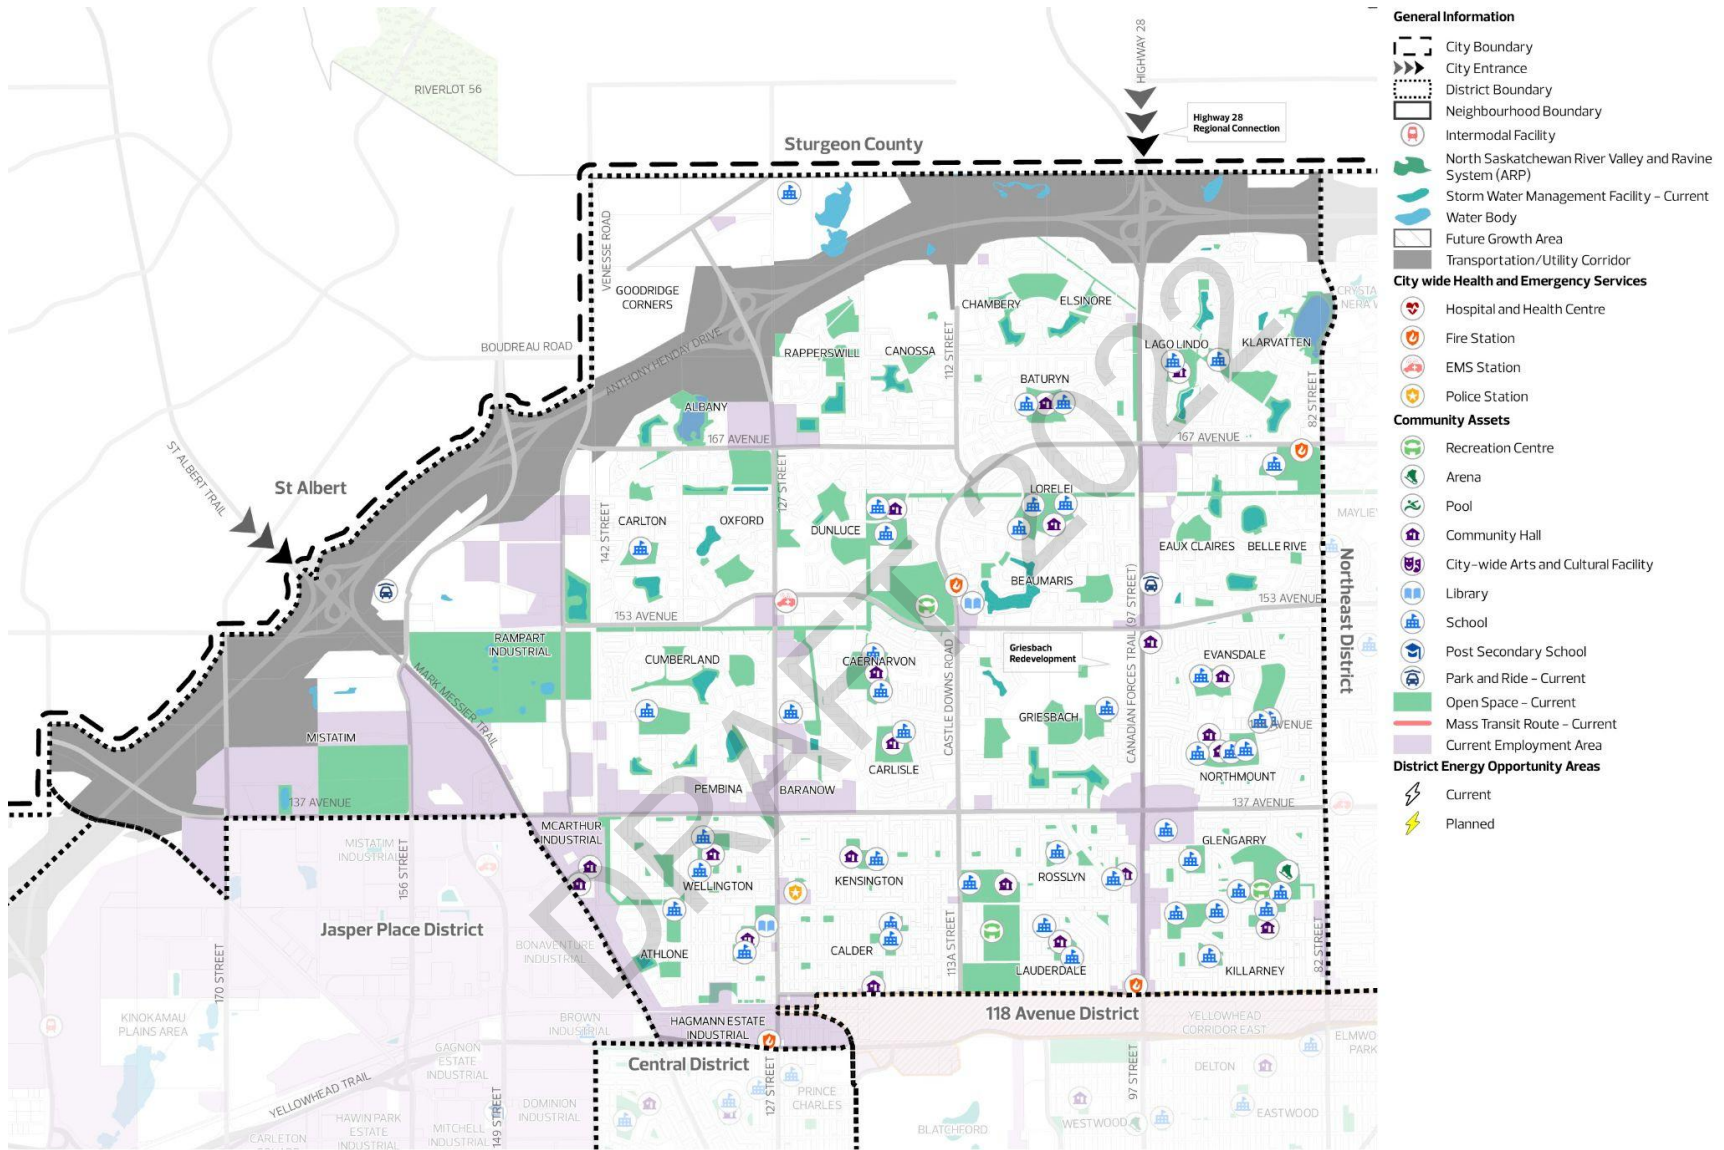 RIVERLOT 56
HIGHWAY 28
Highway 28
Regional Connection
Sturgeon County
VENESSE ROAD
GOODRIDGE
CORNERS
BOUDREAU ROAD
ANTHONY HENDAY DRIVE
ST ALBERT TRAIL
St Albert
RAPPERSWILL
CANOSSA
112 STREET
CHAMBERY
ELSINORE
BATURYN
LAGO LINDO
KLARVATTEN
82 STREET
ALBANY
167 AVENUE
167 AVENUE
127 STREET
142 STREET
CARLTON
OXFORD
DUNLUCE
LORELEI
BEAUMARIS
EAUX CLAIRES
BELLE RIVE
153 AVENUE
153 AVENUE
Northeast District
RAMPART
INDUSTRIAL
CUMBERLAND
CAERNARVON
CASTLE DOWNS ROAD
Griesbach
Redevelopment
GRIESBACH
CANADIAN FORCES TRAIL (97 STREET)
EVANSDALE
AVENUE
NORTHMOUNT
MARK MESSIER TRAIL
MISTATIM
137 AVENUE
PEMBINA
BARANOW
CARLISLE
137 AVENUE
MCARTHUR
INDUSTRIAL
MISTATIM
INDUSTRIAL
156 STREET
WELLINGTON
KENSINGTON
ROSSLYN
GLENGARRY
Jasper Place District
BONAVENTURE
INDUSTRIAL
170 STREET
ATHLONE
CALDER
113A STREET
LAUDERDALE
KILLARNEY
82 STREET
KINOKAMAU
PLAINS AREA
BROWN
INDUSTRIAL
HAGMANN ESTATE
INDUSTRIAL
118 Avenue District
YELLOWHEAD
CORRIDOR EAST
GAGNON
ESTATE
INDUSTRIAL
Central District
127 STREET
PRINCE
CHARLES
97 STREET
DELTON
ELMWO
PARK
YELLOWHEAD TRAIL
149 STREET
DOMINION
INDUSTRIAL
HAWIN PARK
ESTATE
INDUSTRIAL
MITCHELL
INDUSTRIAL
CARLETON
BLATCHFORD
WESTWOOD
EASTWOOD
DRAFT 2022
General Information
City Boundary
City Entrance
District Boundary
Neighbourhood Boundary
Intermodal Facility
North Saskatchewan River Valley and Ravine
System (ARP)
Storm Water Management Facility - Current
Water Body
Future Growth Area
Transportation/Utility Corridor
City wide Health and Emergency Services
Hospital and Health Centre
Fire Station
EMS Station
Police Station
Community Assets
Recreation Centre
Arena
Pool
Community Hall
City-wide Arts and Cultural Facility
Library
School
Post Secondary School
Park and Ride - Current
Open Space - Current
Mass Transit Route - Current
Current Employment Area
District Energy Opportunity Areas
Current
Planned